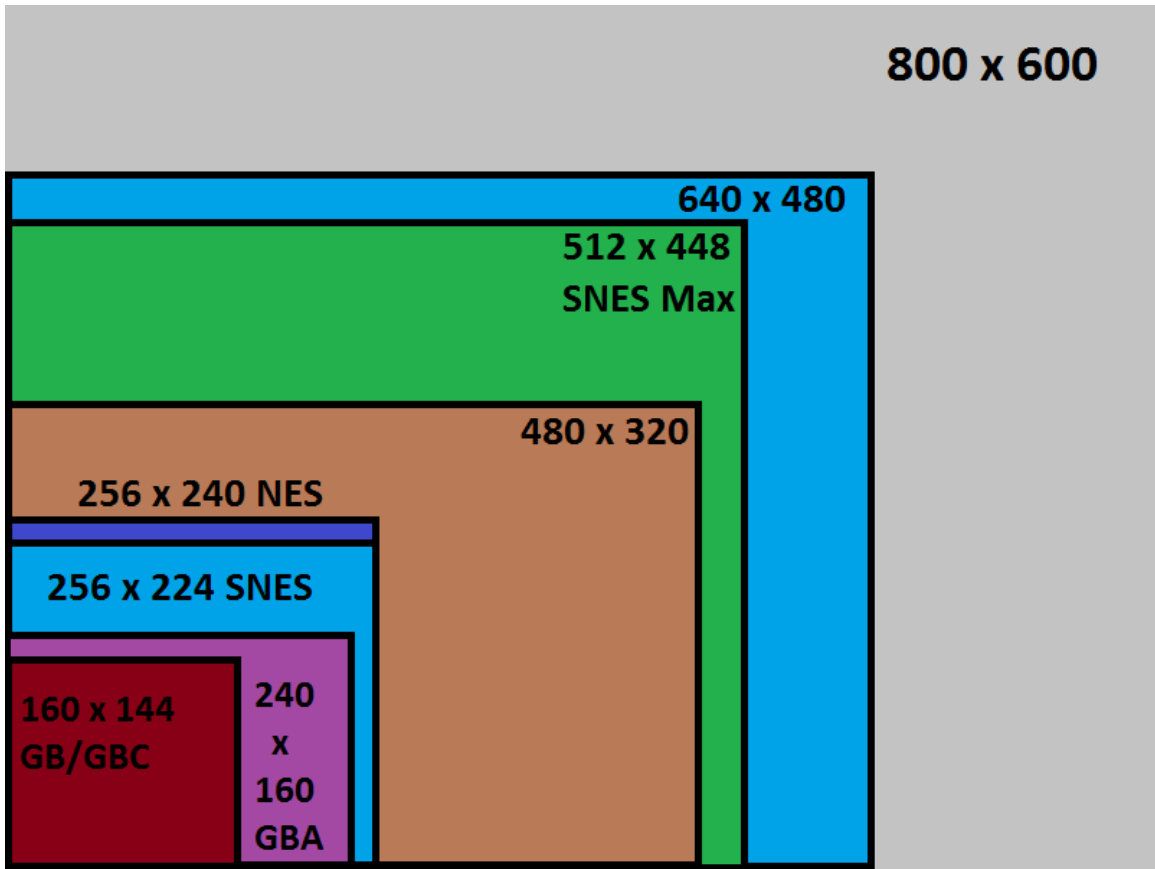 800 x 600
640 x 480
512 x 448
SNES Max
480 x 320
256 x 240 NES
256 x 224 SNES
160 x 144
GB/GBC
240
x
160
GBA